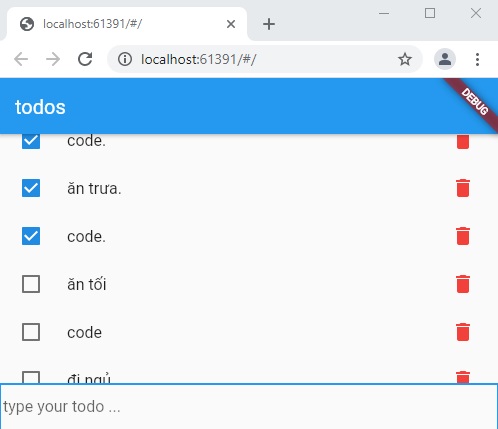 localhost:61391/#/
localhost:61391/#/
todos
DEBUG
code.
ăn trưa.
code.
ăn tối
code
đi ngủ
type your todo ...